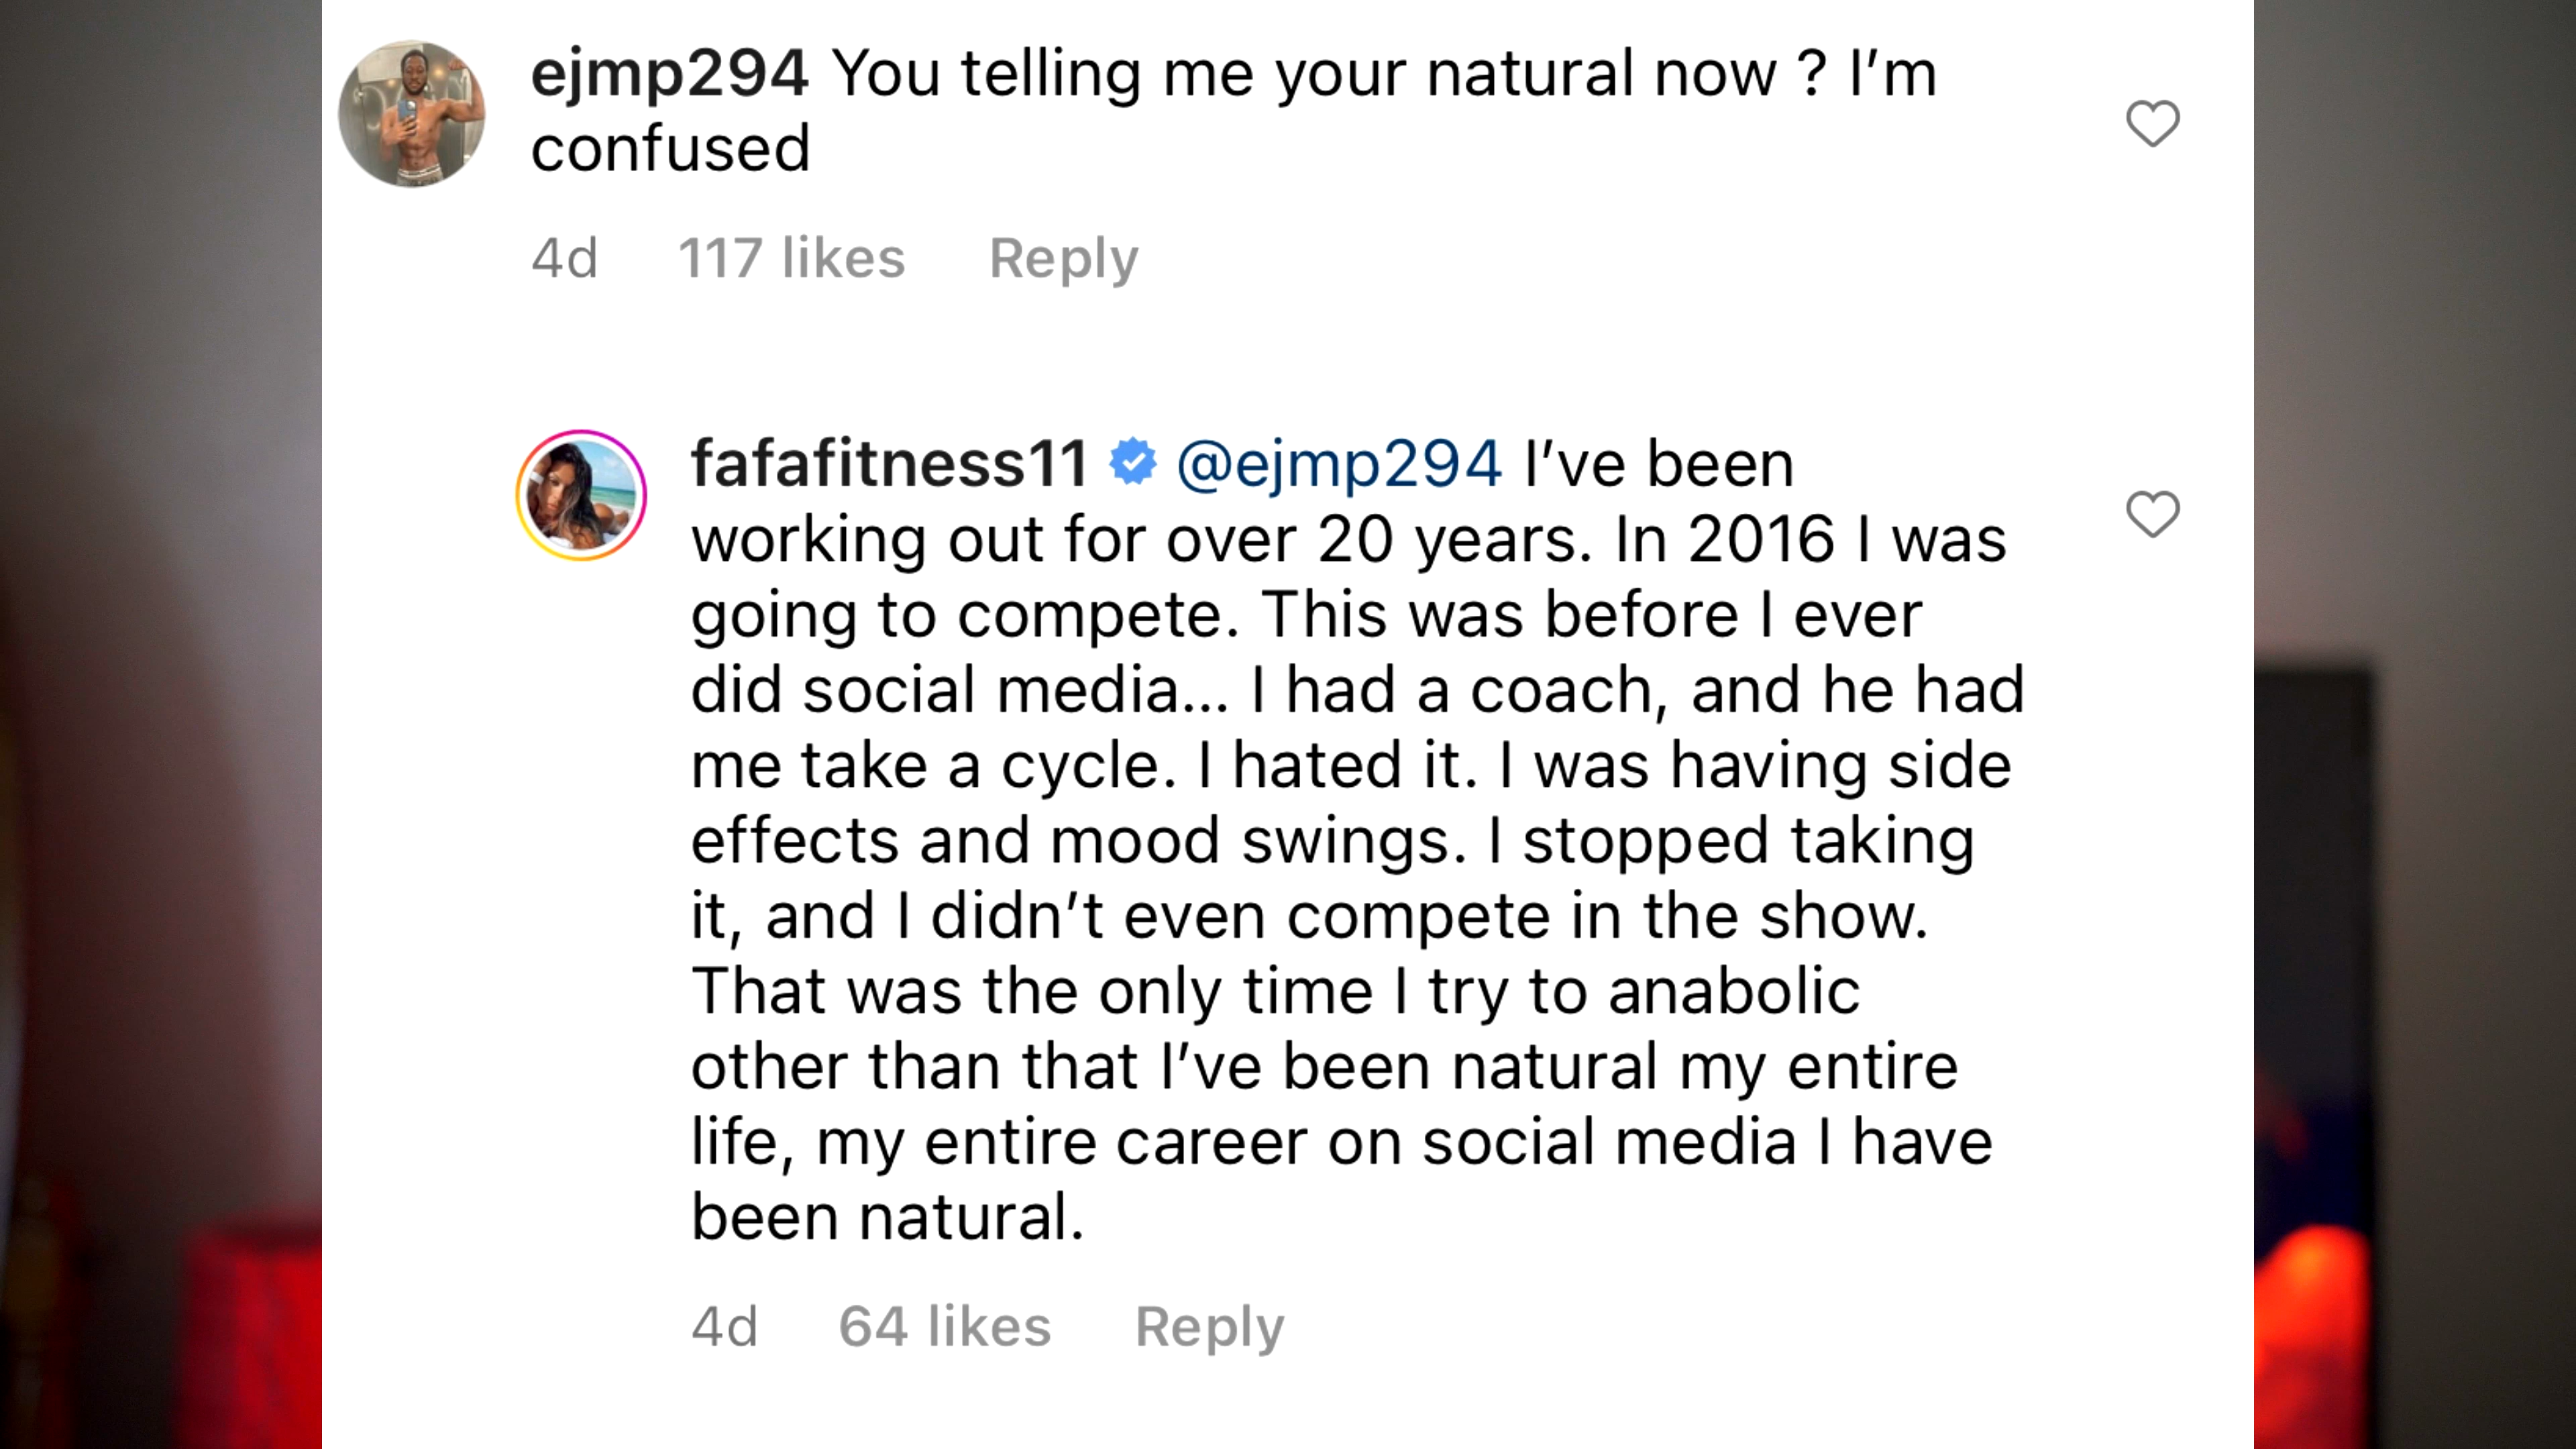 ejmp294 You telling me your natural now ? I’m
confused
4d 117 likes Reply
fafafitness11 @ejmp294 I’ve been
working out for over 20 years. In 2016 I was
going to compete. This was before I ever
did social media... I had a coach, and he had
me take a cycle. I hated it. I was having side
effects and mood swings. I stopped taking
it, and I didn’t even compete in the show.
That was the only time I try to anabolic
other than that I’ve been natural my entire
life, my entire career on social media I have
been natural.
4d 64 likes Reply